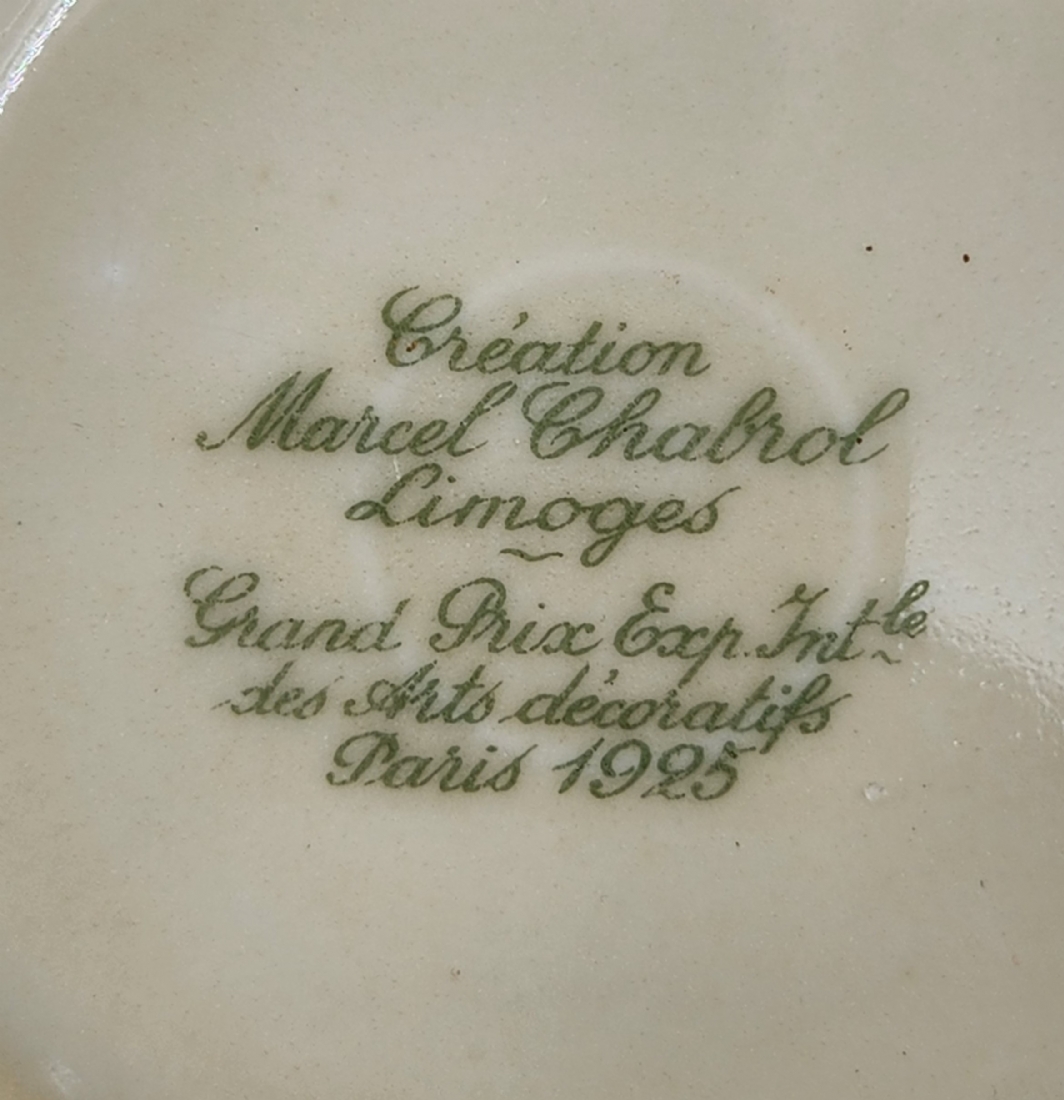 Création
Marcel Chabrol
Limoges
Grand Prix Exp. Intle
des Arts décoratifs
Paris 1925